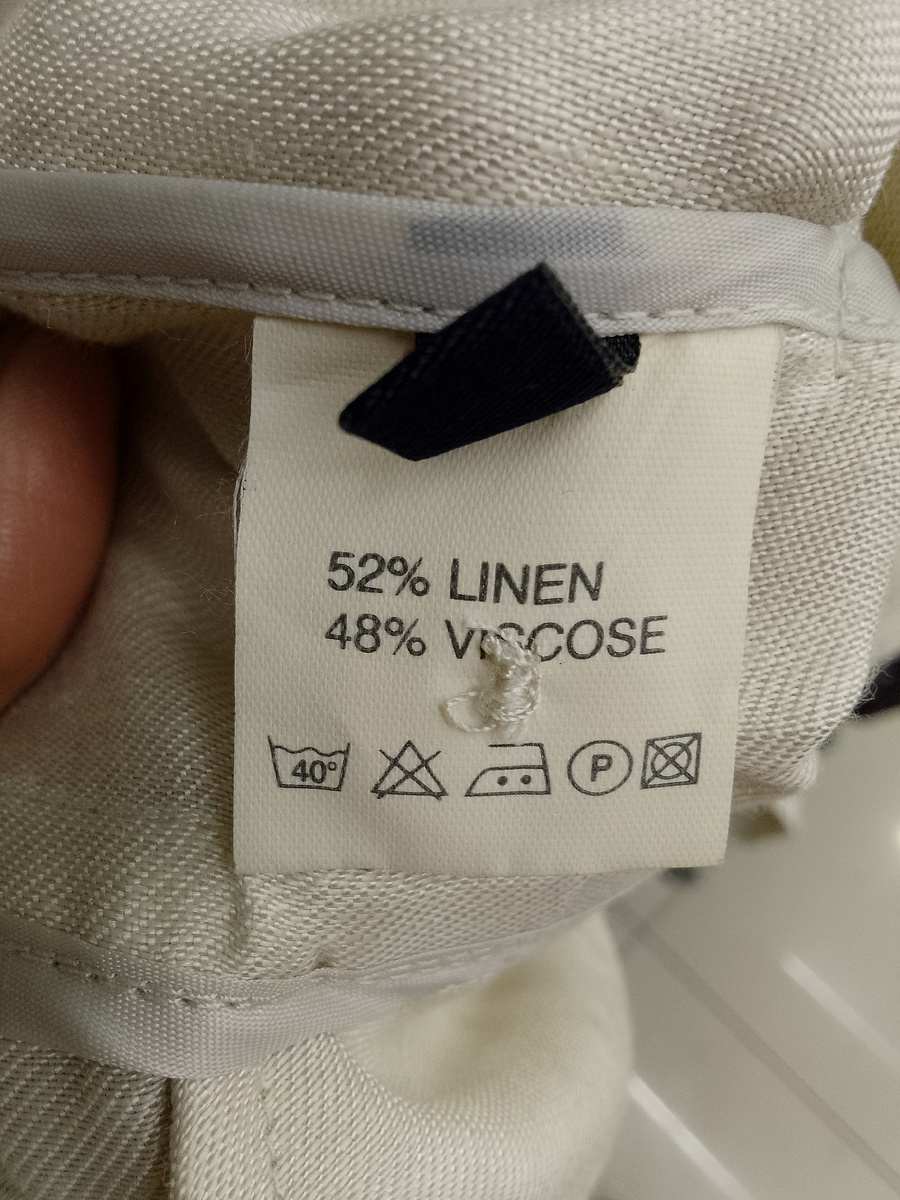 52% LINEN
48% VISCOSE
40° P